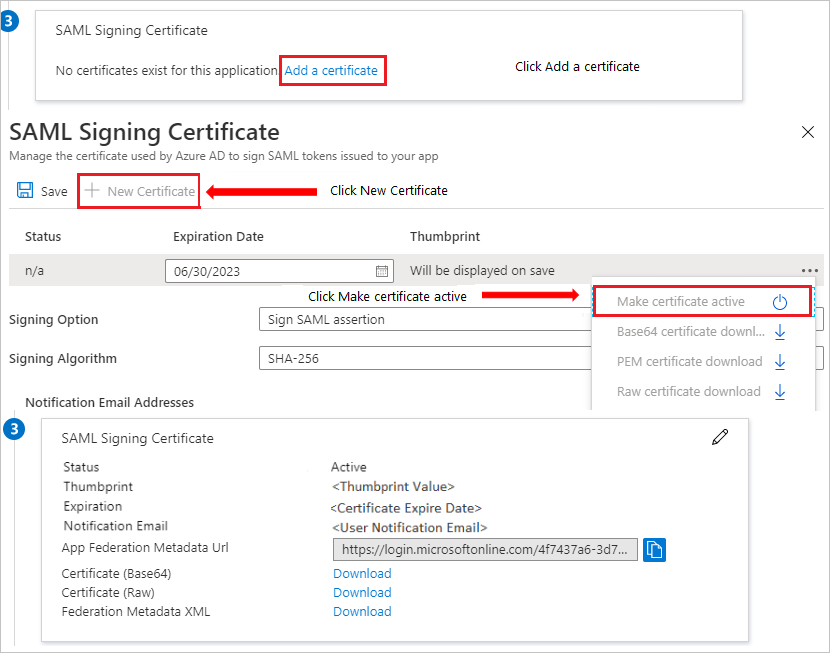 3
SAML Signing Certificate
No certificates exist for this application. Add a certificate
Click Add a certificate
SAML Signing Certificate
Manage the certificate used by Azure AD to sign SAML tokens issued to your app
Save
New Certificate
Click New Certificate
Status Expiration Date Thumbprint
n/a 06/30/2023 Will be displayed on save
Click Make certificate active
Make certificate active
Base64 certificate downl...
PEM certificate download
Raw certificate download
Signing Option Sign SAML assertion
Signing Algorithm SHA-256
Notification Email Addresses
3
SAML Signing Certificate
Status Active
Thumbprint <Thumbprint Value>
Expiration <Certificate Expire Date>
Notification Email <User Notification Email>
App Federation Metadata Url https://login.microsoftonline.com/4f7437a6-3d7...
Certificate (Base64) Download
Certificate (Raw) Download
Federation Metadata XML Download